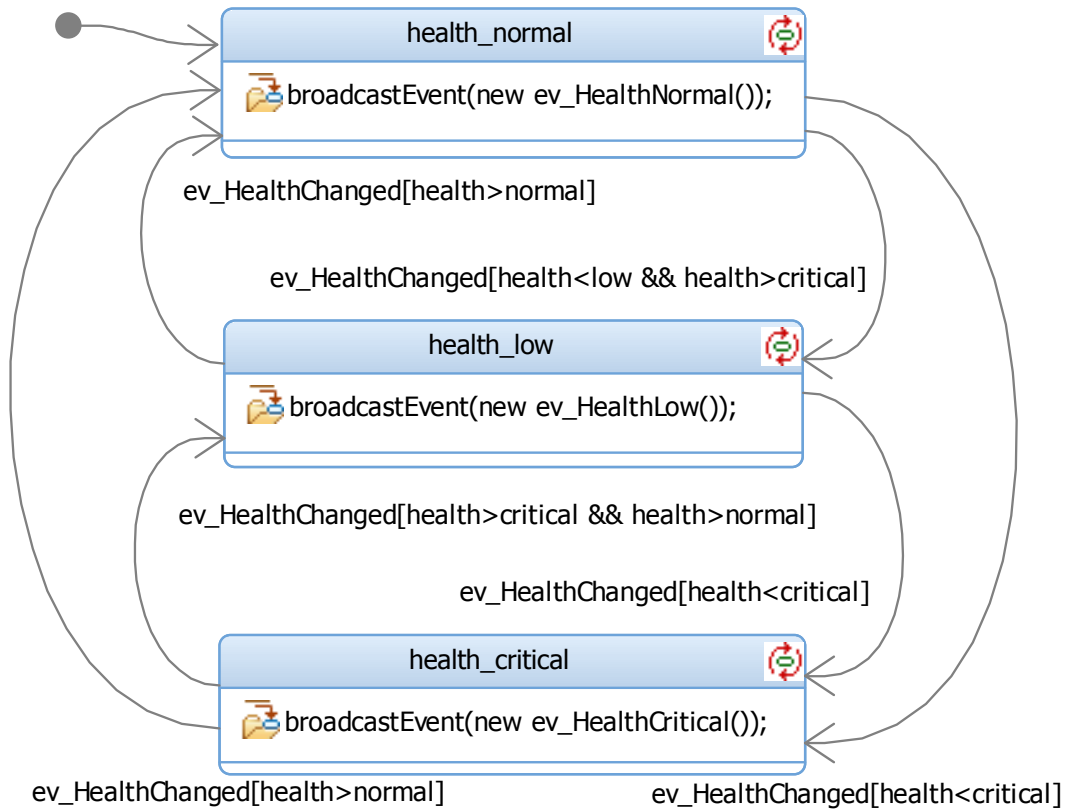 health_normal
broadcastEvent(new ev_HealthNormal());
ev_HealthChanged[health>normal]
ev_HealthChanged[health<low && health>critical]
health_low
broadcastEvent(new ev_HealthLow());
ev_HealthChanged[health>critical && health>normal]
ev_HealthChanged[health<critical]
health_critical
broadcastEvent(new ev_HealthCritical());
ev_HealthChanged[health>normal]
ev_HealthChanged[health<critical]